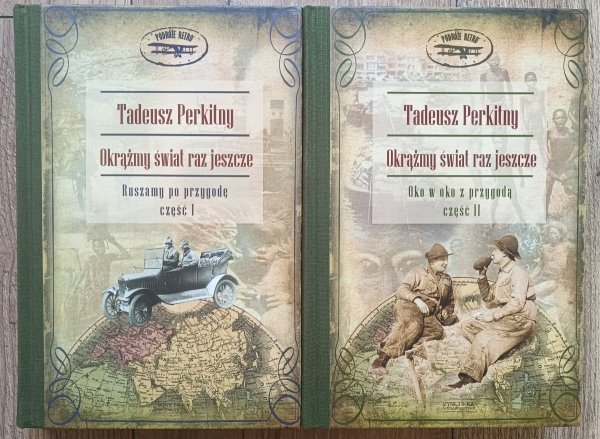 PODRÓŻE RETRO
Tadeusz Perkitny
Okrążmy świat raz jeszcze
Ruszamy po przygodę
część I
PODRÓŻE RETRO
Tadeusz Perkitny
Okrążmy świat raz jeszcze
Oko w oko z przygodą
część II